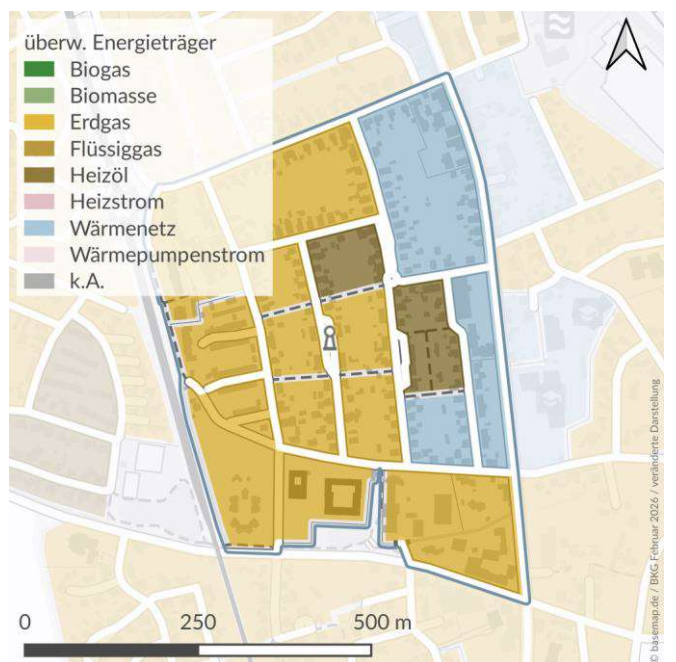 überw. Energieträger
Biogas
Biomasse
Erdgas
Flüssiggas
Heizöl
Heizstrom
Wärmenetz
Wärmepumpenstrom
k.A.
0 250 500 m
© basemap.de / BKG Februar 2026 / veränderte Darstellung